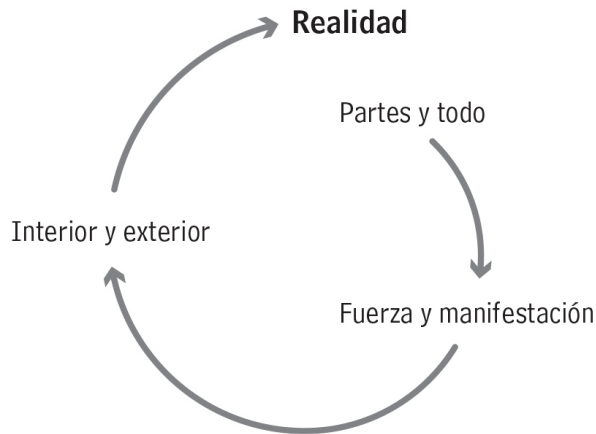 Realidad
Partes y todo
Interior y exterior
Fuerza y manifestación